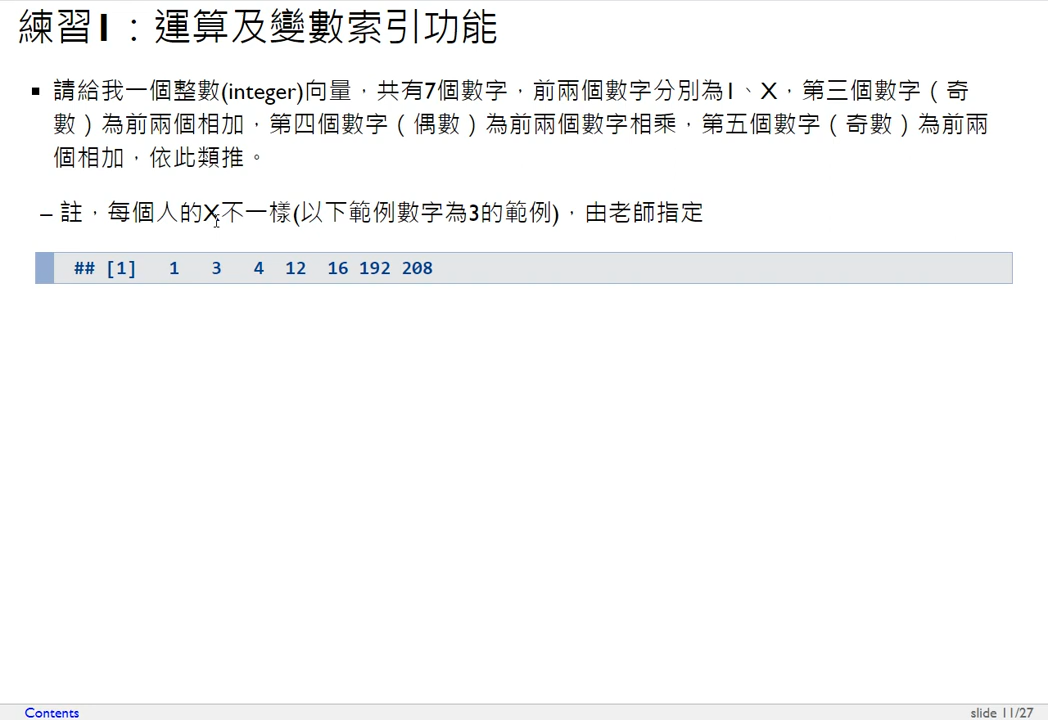 練習1：運算及變數索引功能
▪ 請給我一個整數(integer)向量，共有7個數字，前兩個數字分別為1、X，第三個數字（奇
數）為前兩個相加，第四個數字（偶數）為前兩個數字相乘，第五個數字（奇數）為前兩
個相加，依此類推。
– 註，每個人的X不一樣(以下範例數字為3的範例)，由老師指定
## [1]   1   3   4  12  16 192 208
Contents
slide 11/27